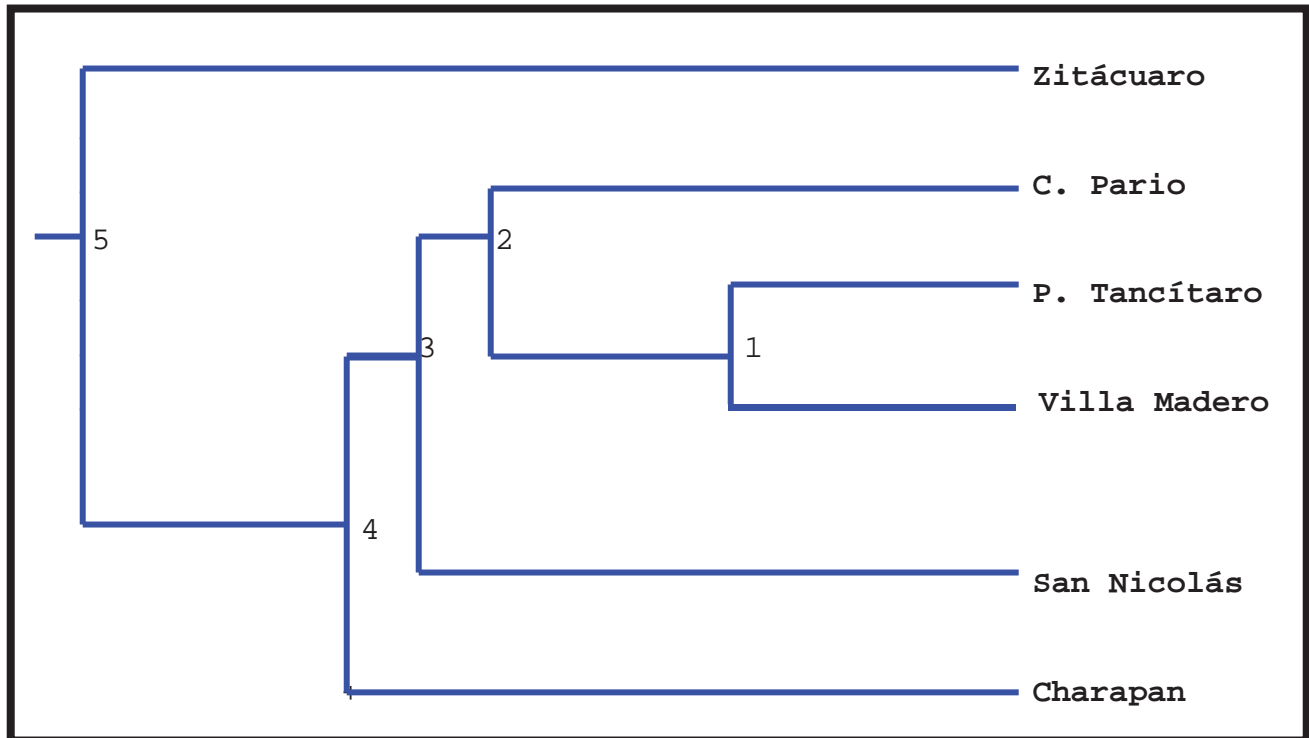 Zitácuaro
C. Pario
5
2
P. Tancítaro
3
1
Villa Madero
4
San Nicolás
Charapan